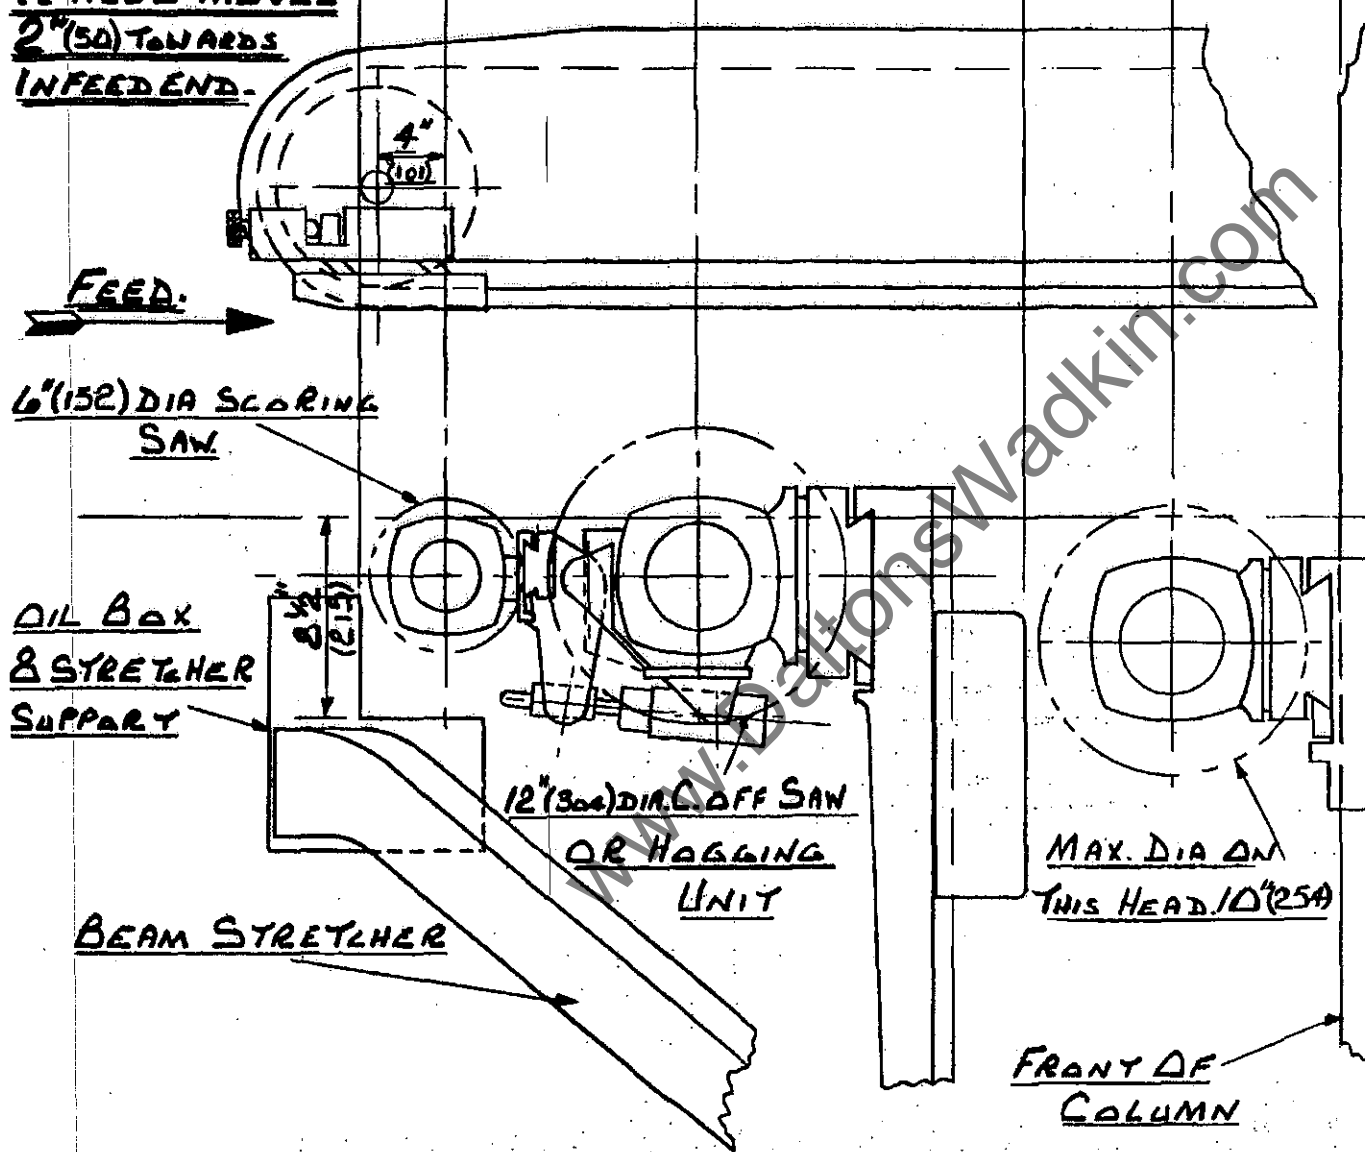 2"(50) TOWARDS
INFEED END.
4"
(101)
FEED.
6"(152) DIA SCORING
SAW.
8½"
(215)
OIL BOX
& STRETCHER
SUPPORT
12"(304) DIA. C. OFF SAW
OR HOGGING
UNIT
MAX. DIA ON
THIS HEAD. 10"(254)
BEAM STRETCHER
FRONT OF
COLUMN
www.DaltonsWadkin.com